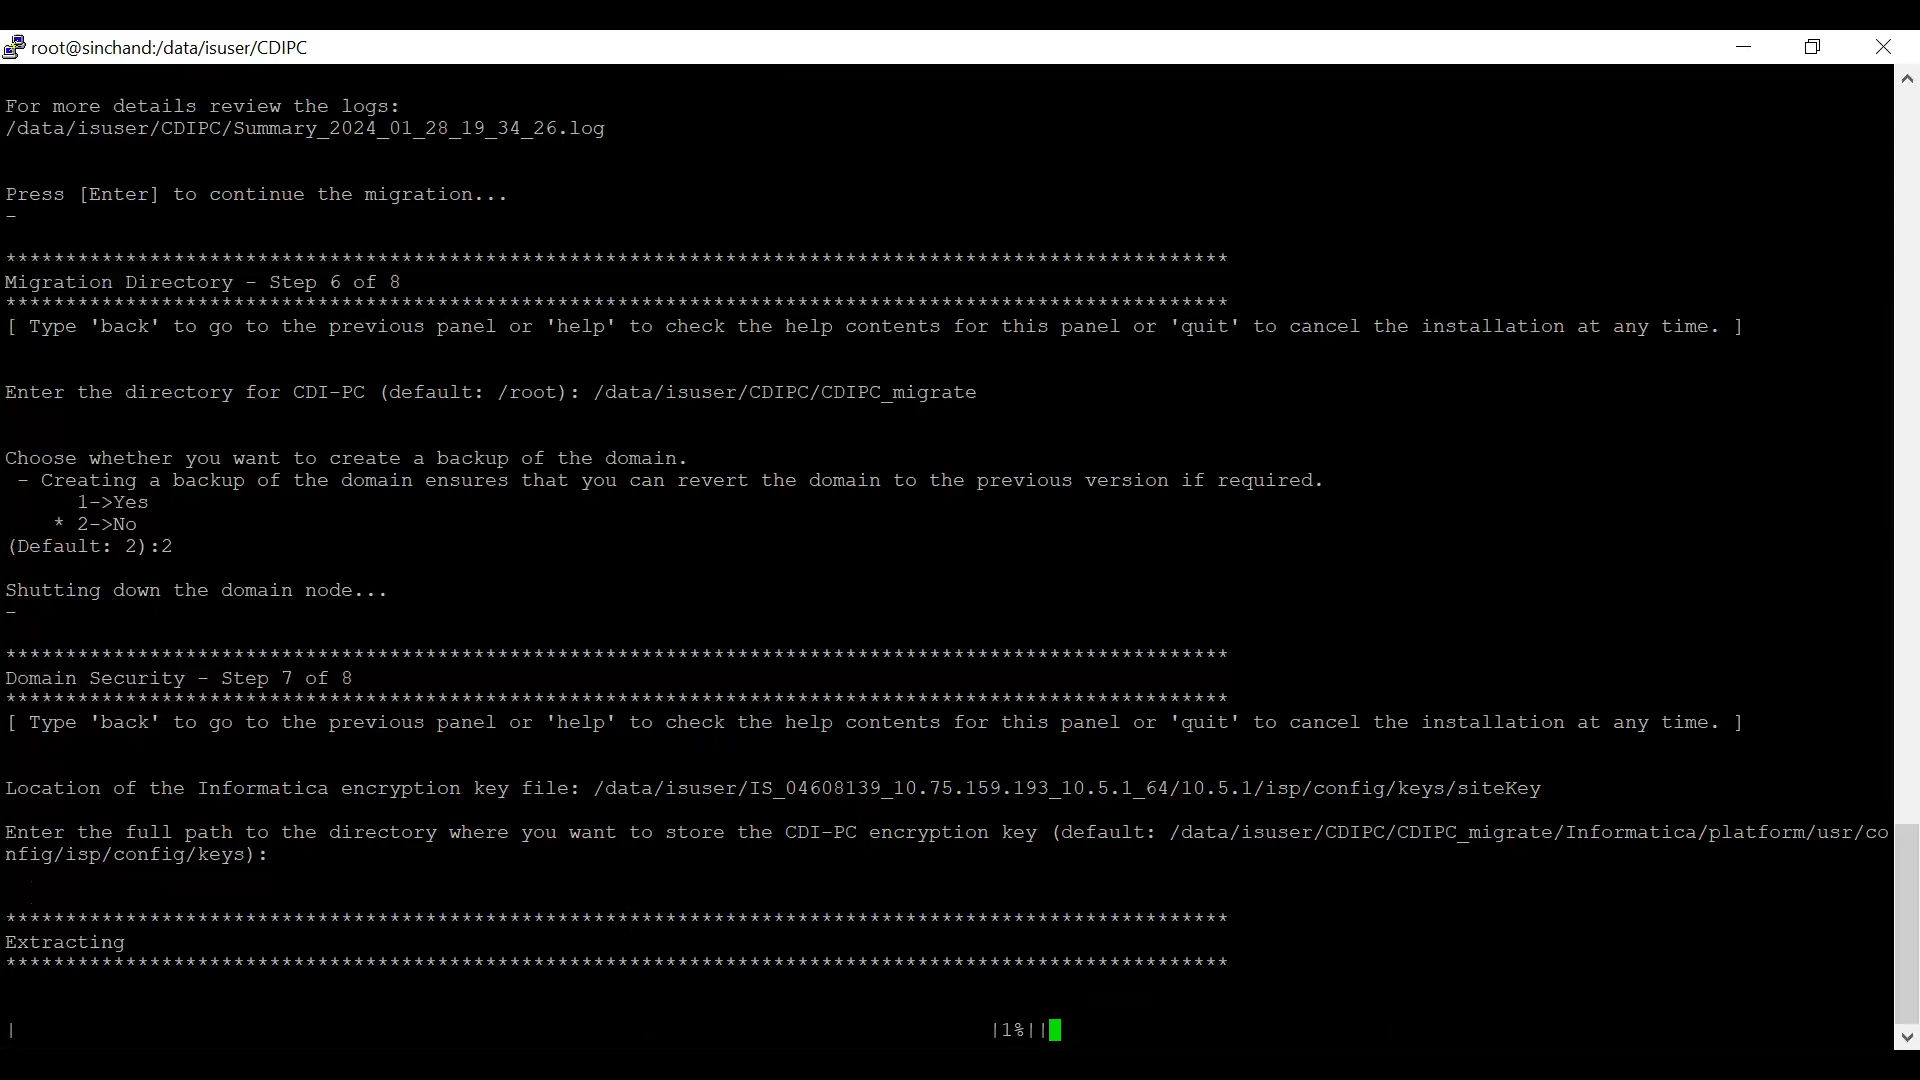 root@sinchand:/data/isuser/CDIPC
For more details review the logs:
/data/isuser/CDIPC/Summary_2024_01_28_19_34_26.log
Press [Enter] to continue the migration...
-
******************************************************************************************************
Migration Directory - Step 6 of 8
******************************************************************************************************
[ Type 'back' to go to the previous panel or 'help' to check the help contents for this panel or 'quit' to cancel the installation at any time. ]
Enter the directory for CDI-PC (default: /root): /data/isuser/CDIPC/CDIPC_migrate
Choose whether you want to create a backup of the domain.
- Creating a backup of the domain ensures that you can revert the domain to the previous version if required.
1->Yes
* 2->No
(Default: 2):2
Shutting down the domain node...
-
******************************************************************************************************
Domain Security - Step 7 of 8
******************************************************************************************************
[ Type 'back' to go to the previous panel or 'help' to check the help contents for this panel or 'quit' to cancel the installation at any time. ]
Location of the Informatica encryption key file: /data/isuser/IS_04608139_10.75.159.193_10.5.1_64/10.5.1/isp/config/keys/siteKey
Enter the full path to the directory where you want to store the CDI-PC encryption key (default: /data/isuser/CDIPC/CDIPC_migrate/Informatica/platform/usr/co
nfig/isp/config/keys):
******************************************************************************************************
Extracting
******************************************************************************************************
| |1%||